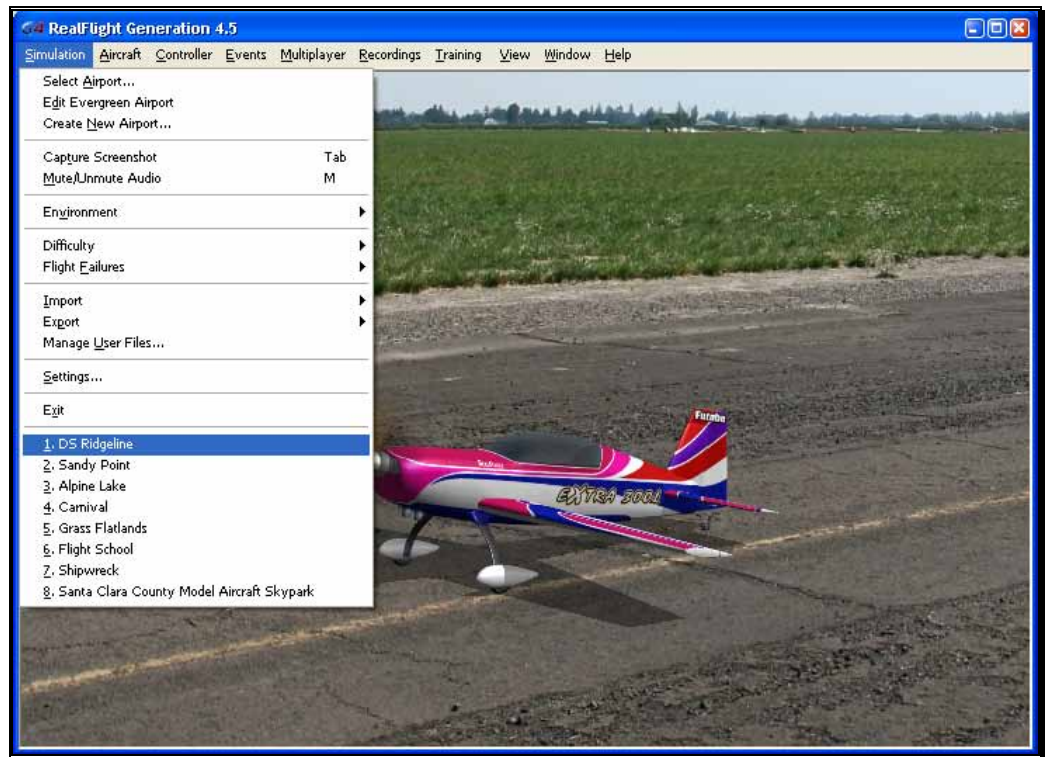 G4 RealFlight Generation 4.5
Simulation Aircraft Controller Events Multiplayer Recordings Training View Window Help
Select Airport...
Edit Evergreen Airport
Create New Airport...
Capture Screenshot Tab
Mute/Unmute Audio M
Environment
Difficulty
Flight Failures
Import
Export
Manage User Files...
Settings...
Exit
1. DS Ridgeline
2. Sandy Point
3. Alpine Lake
4. Carnival
5. Grass Flatlands
6. Flight School
7. Shipwreck
8. Santa Clara County Model Aircraft Skypark
Futaba
EXTRA 300L